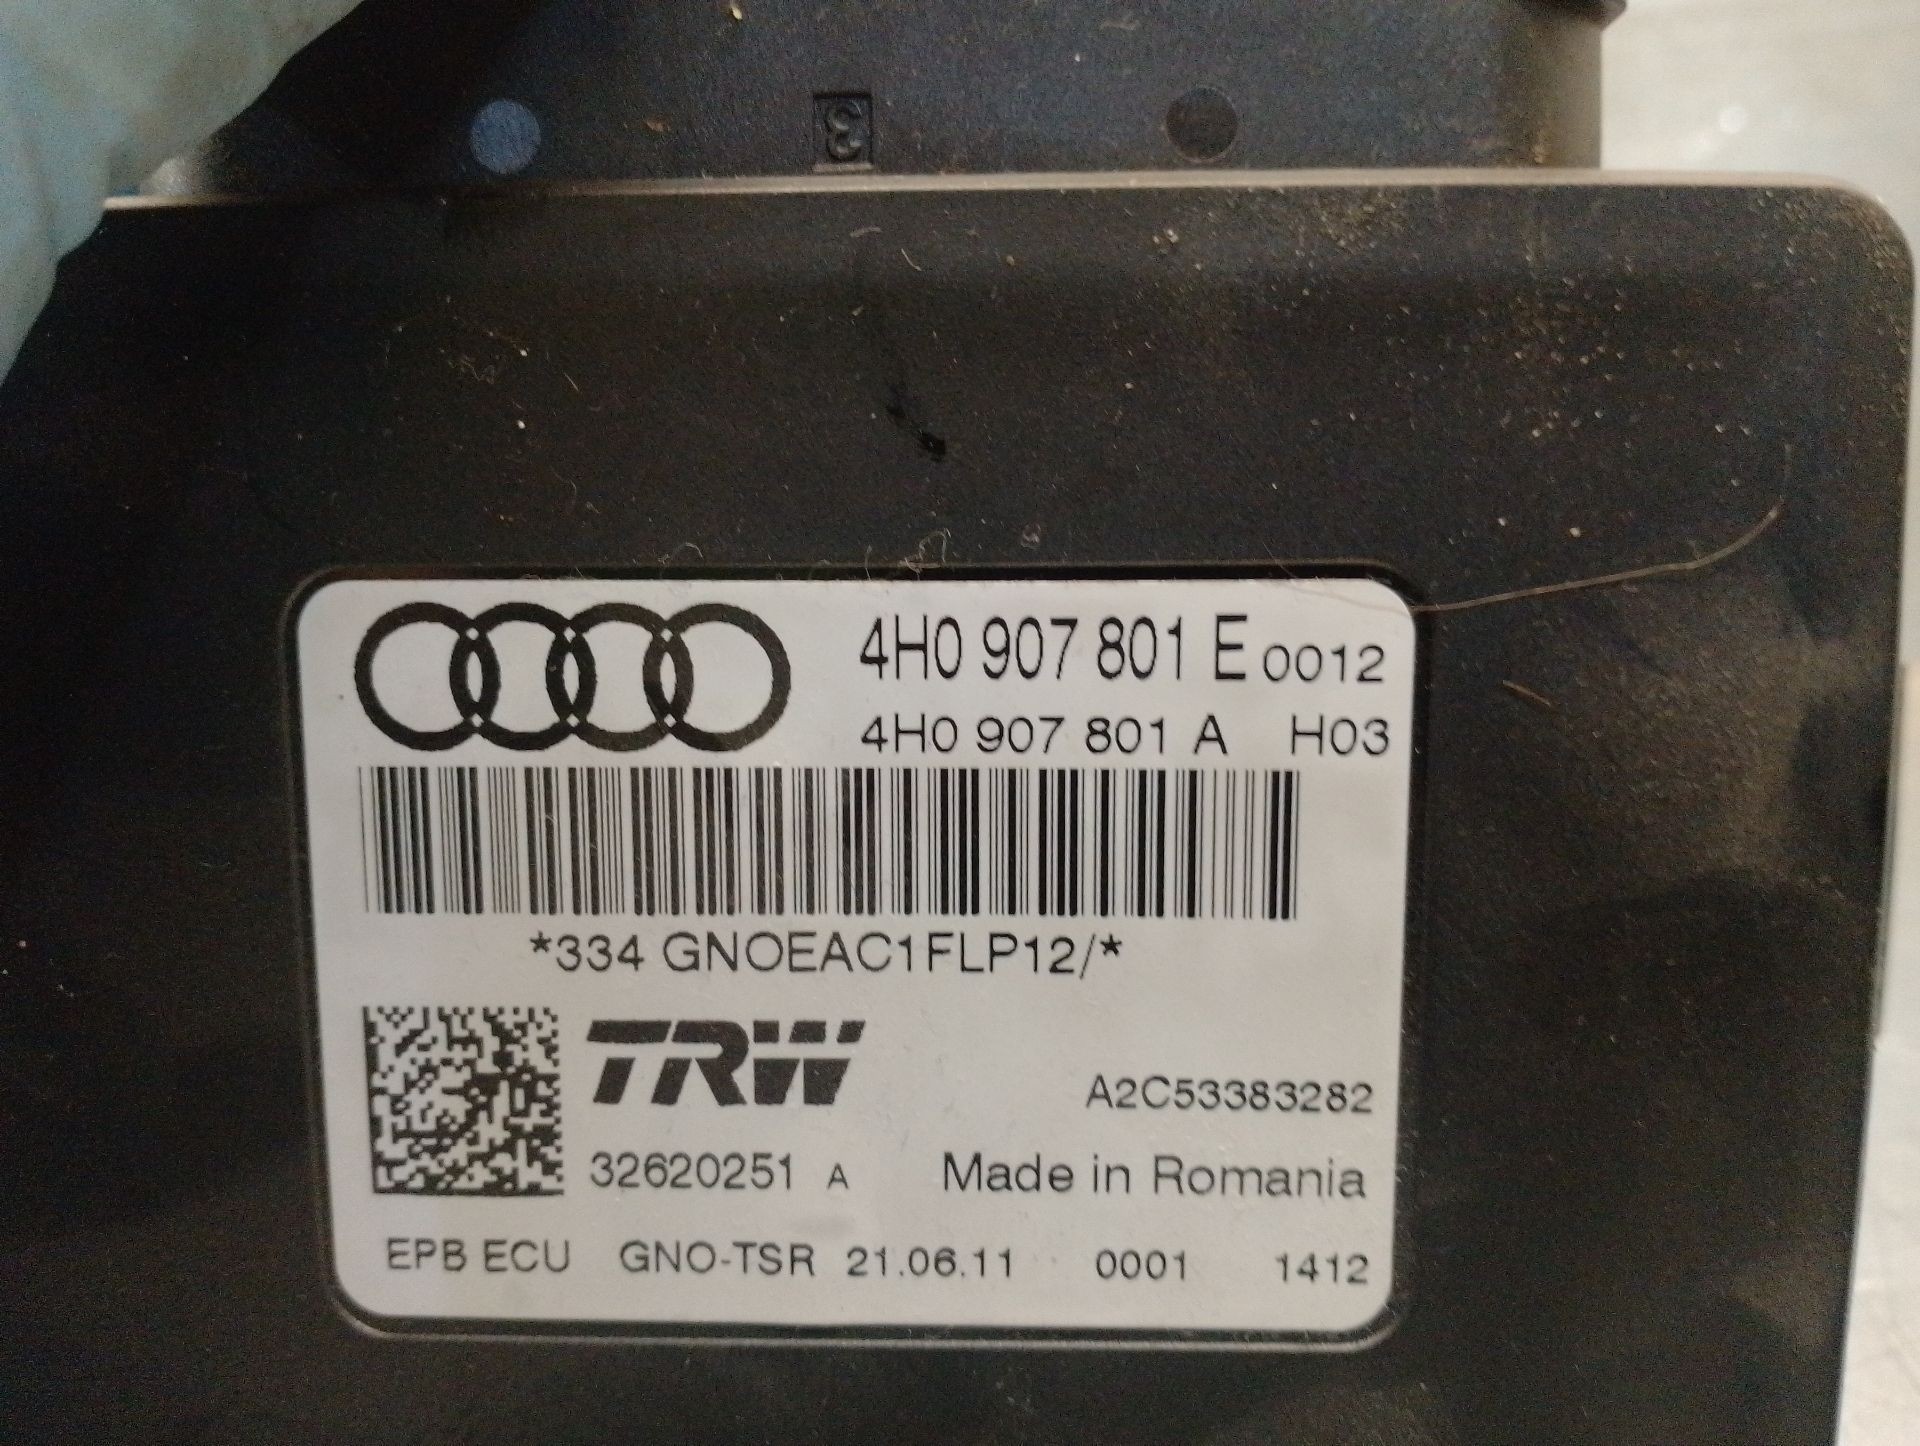 3
4H0 907 801 E 0012
4H0 907 801 A H03
*334 GNOEAC1FLP12/*
TRW
A2C53383282
32620251 A Made in Romania
EPB ECU GNO-TSR 21.06.11 0001 1412